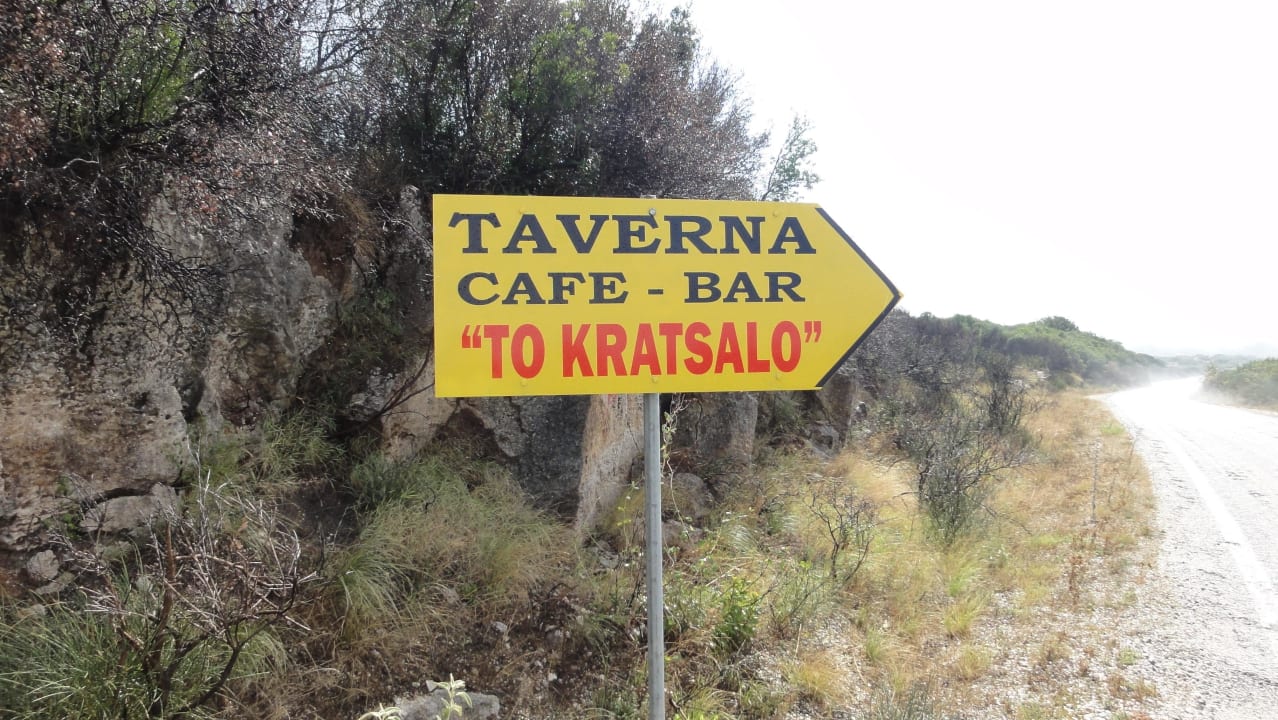 TAVERNA
CAFE - BAR
“TO KRATSALO”